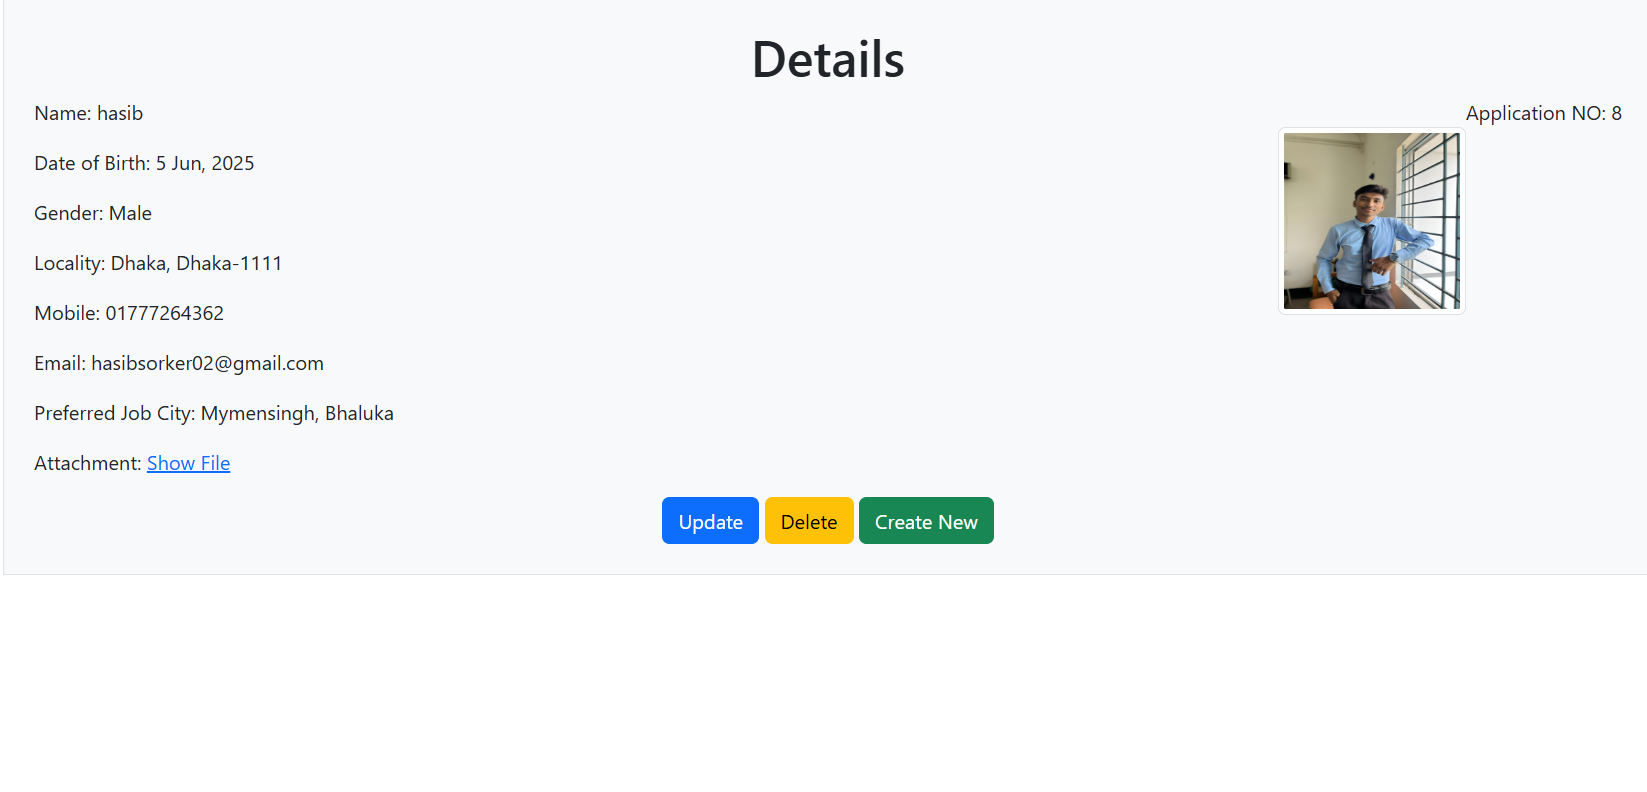 Details
Name: hasib
Application NO: 8
Date of Birth: 5 Jun, 2025
Gender: Male
Locality: Dhaka, Dhaka-1111
Mobile: 01777264362
Email: hasibsorker02@gmail.com
Preferred Job City: Mymensingh, Bhaluka
Attachment: Show File
Update Delete Create New